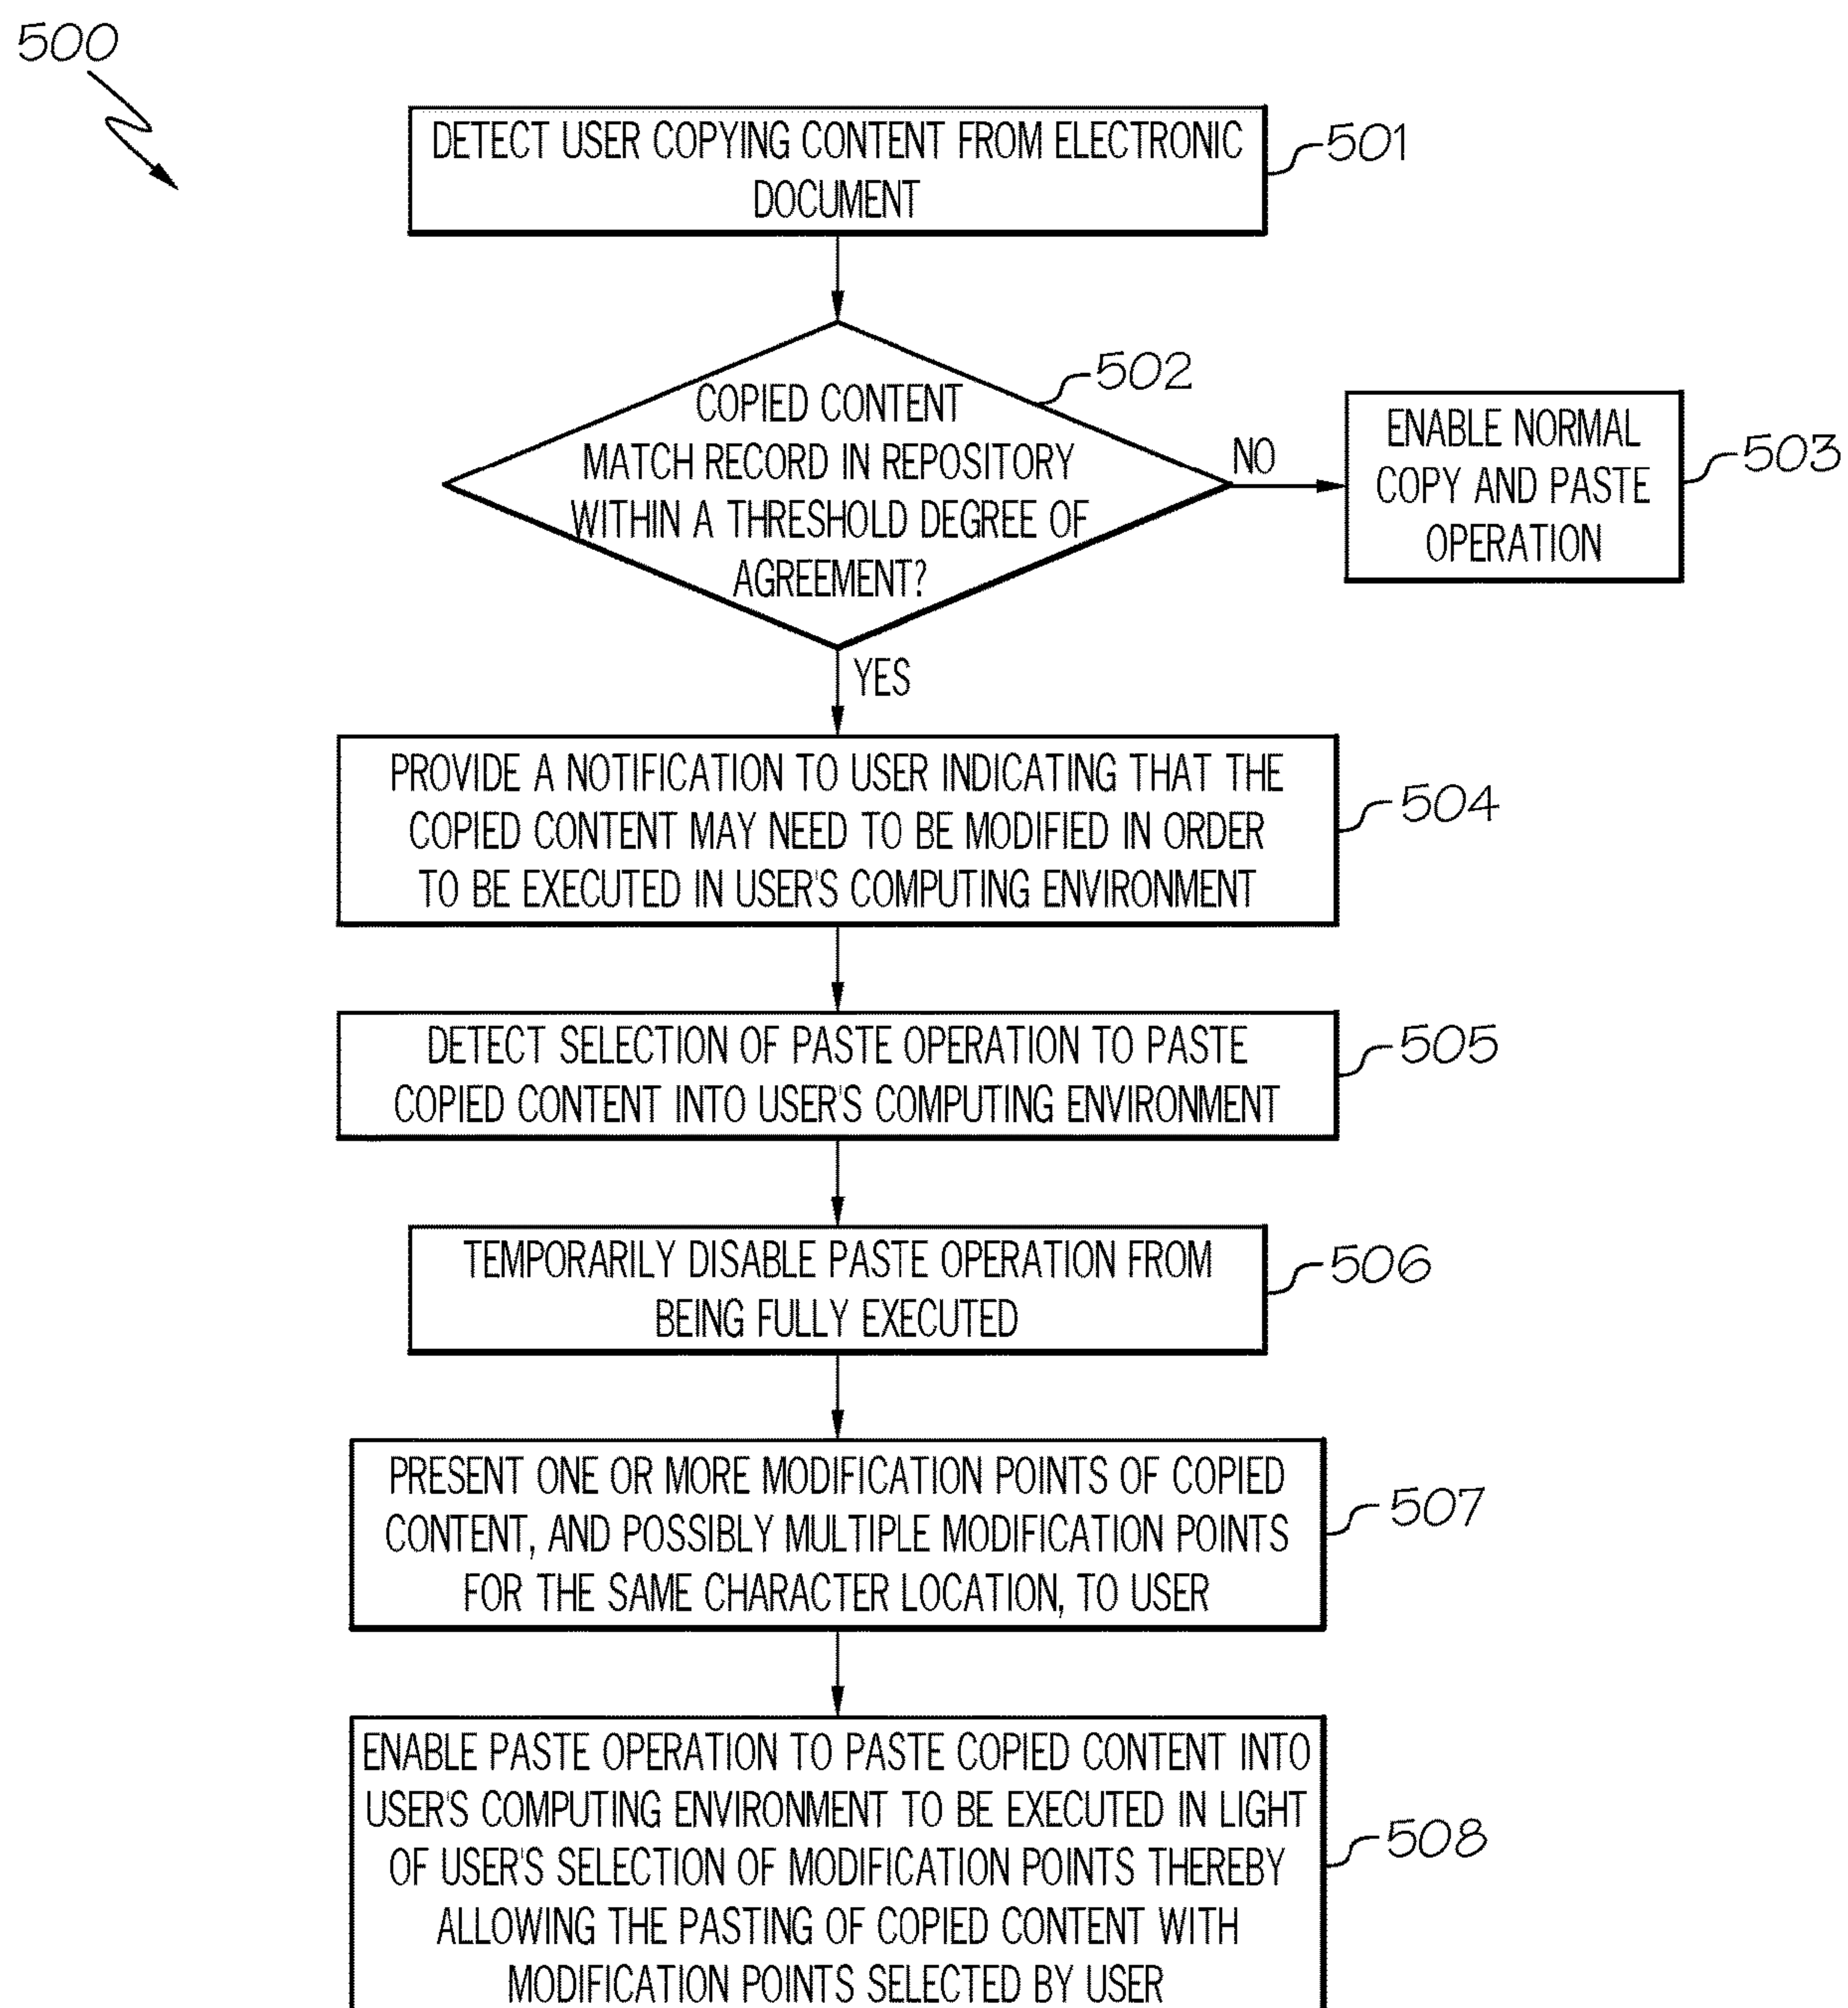 500
DETECT USER COPYING CONTENT FROM ELECTRONIC
DOCUMENT
501
COPIED CONTENT
MATCH RECORD IN REPOSITORY
WITHIN A THRESHOLD DEGREE OF
AGREEMENT?
502
NO
ENABLE NORMAL
COPY AND PASTE
OPERATION
503
YES
PROVIDE A NOTIFICATION TO USER INDICATING THAT THE
COPIED CONTENT MAY NEED TO BE MODIFIED IN ORDER
TO BE EXECUTED IN USER'S COMPUTING ENVIRONMENT
504
DETECT SELECTION OF PASTE OPERATION TO PASTE
COPIED CONTENT INTO USER'S COMPUTING ENVIRONMENT
505
TEMPORARILY DISABLE PASTE OPERATION FROM
BEING FULLY EXECUTED
506
PRESENT ONE OR MORE MODIFICATION POINTS OF COPIED
CONTENT, AND POSSIBLY MULTIPLE MODIFICATION POINTS
FOR THE SAME CHARACTER LOCATION, TO USER
507
ENABLE PASTE OPERATION TO PASTE COPIED CONTENT INTO
USER'S COMPUTING ENVIRONMENT TO BE EXECUTED IN LIGHT
OF USER'S SELECTION OF MODIFICATION POINTS THEREBY
ALLOWING THE PASTING OF COPIED CONTENT WITH
MODIFICATION POINTS SELECTED BY USER
508